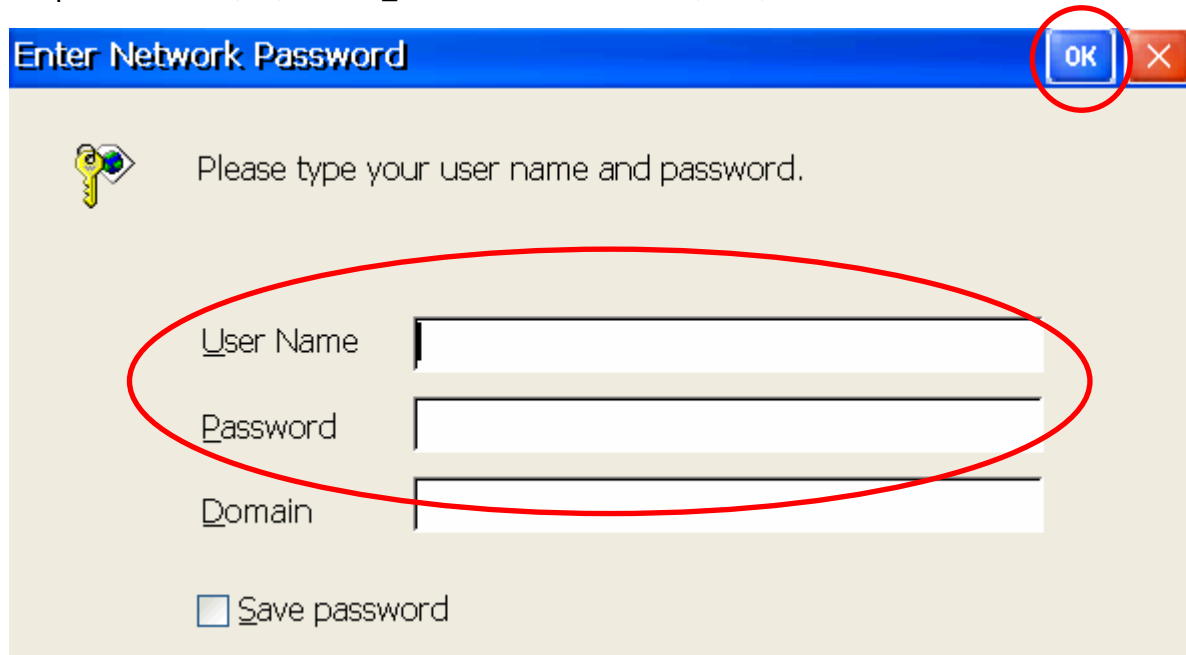 Enter Network Password OK
Please type your user name and password.
User Name
Password
Domain
Save password